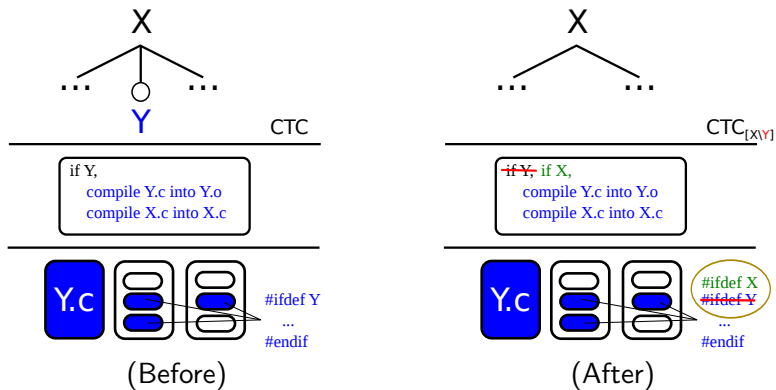 X
... ...
Y
CTC
if Y,
compile Y.c into Y.o
compile X.c into X.c
Y.c
#ifdef Y
...
#endif
(Before)
X
... ...
CTC[X\Y]
if Y, if X,
compile Y.c into Y.o
compile X.c into X.c
Y.c
#ifdef X
#ifdef Y
...
#endif
(After)